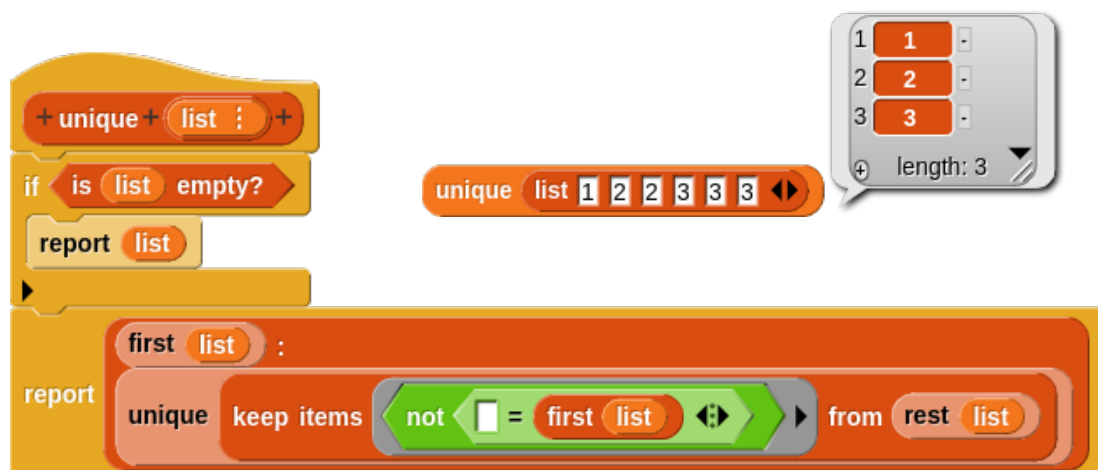 + unique + list ⋮ +
if is list empty?
report list
unique list 1 2 2 3 3 3
1 1 -
2 2 -
3 3 -
+ length: 3
first list :
report
unique keep items not = first list from rest list